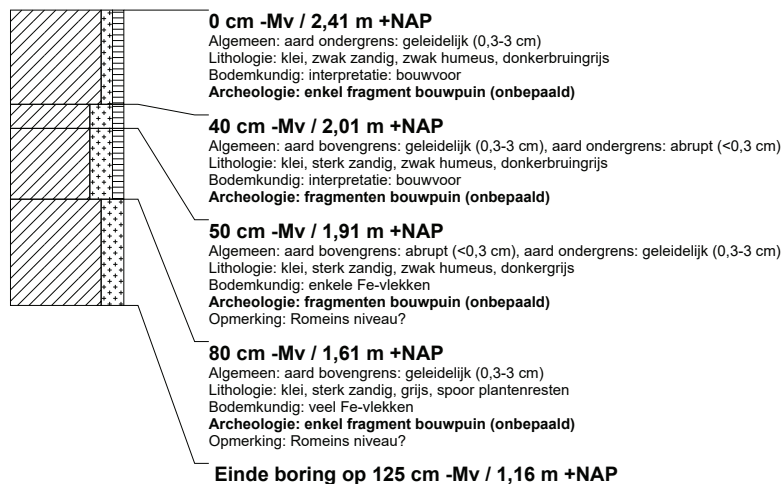 0 cm -Mv / 2,41 m +NAP
Algemeen: aard ondergrens: geleidelijk (0,3-3 cm)
Lithologie: klei, zwak zandig, zwak humeus, donkerbruingrijs
Bodemkundig: interpretatie: bouwvoor
Archeologie: enkel fragment bouwpuin (onbepaald)
40 cm -Mv / 2,01 m +NAP
Algemeen: aard bovengrens: geleidelijk (0,3-3 cm), aard ondergrens: abrupt (<0,3 cm)
Lithologie: klei, sterk zandig, zwak humeus, donkerbruingrijs
Bodemkundig: interpretatie: bouwvoor
Archeologie: fragmenten bouwpuin (onbepaald)
50 cm -Mv / 1,91 m +NAP
Algemeen: aard bovengrens: abrupt (<0,3 cm), aard ondergrens: geleidelijk (0,3-3 cm)
Lithologie: klei, sterk zandig, zwak humeus, donkergrijs
Bodemkundig: enkele Fe-vlekken
Archeologie: fragmenten bouwpuin (onbepaald)
Opmerking: Romeins niveau?
80 cm -Mv / 1,61 m +NAP
Algemeen: aard bovengrens: geleidelijk (0,3-3 cm)
Lithologie: klei, sterk zandig, grijs, spoor plantenresten
Bodemkundig: veel Fe-vlekken
Archeologie: enkel fragment bouwpuin (onbepaald)
Opmerking: Romeins niveau?
Einde boring op 125 cm -Mv / 1,16 m +NAP